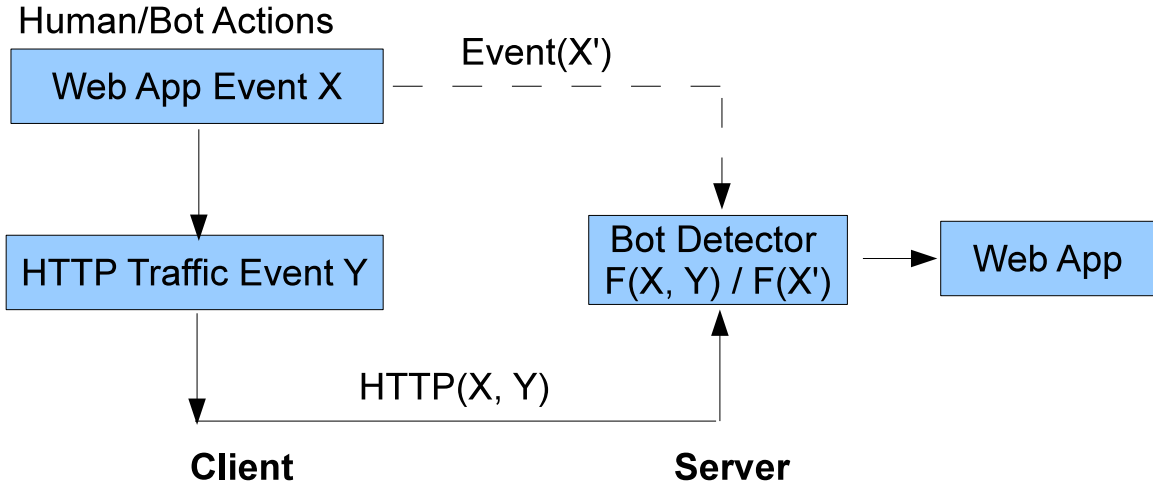 Human/Bot Actions
Web App Event X
Event(X')
HTTP Traffic Event Y
Bot Detector
F(X, Y) / F(X')
Web App
HTTP(X, Y)
Client
Server